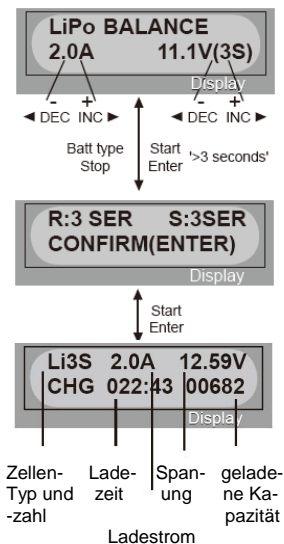 LiPo BALANCE
2.0A 11.1V(3S)
Display
- + - +
◄ DEC INC ► ◄ DEC INC ►
Batt type Start '>3 seconds'
Stop Enter
R:3 SER S:3SER
CONFIRM(ENTER)
Display
Start
Enter
Li3S 2.0A 12.59V
CHG 022:43 00682
Display
Zellen- Lade- Span- gelade-
Typ und zeit ung ne Ka-
-zahl pazität
Ladestrom